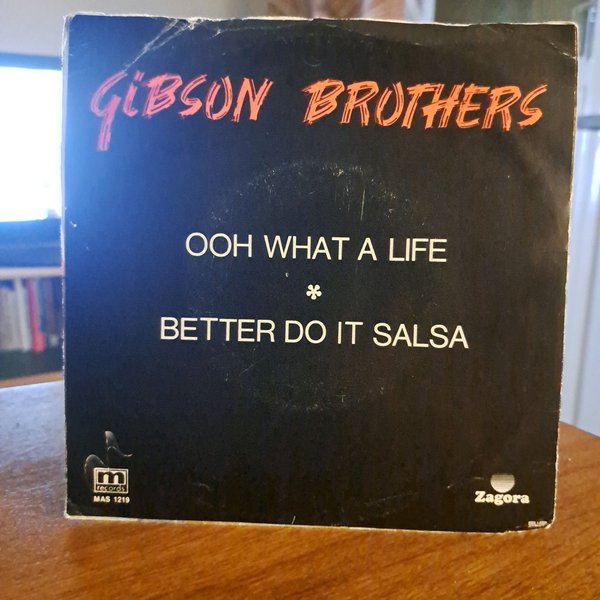 GiBSON BROTHERS
OOH WHAT A LIFE
*
BETTER DO IT SALSA
m
records
MAS 1219
Zagora